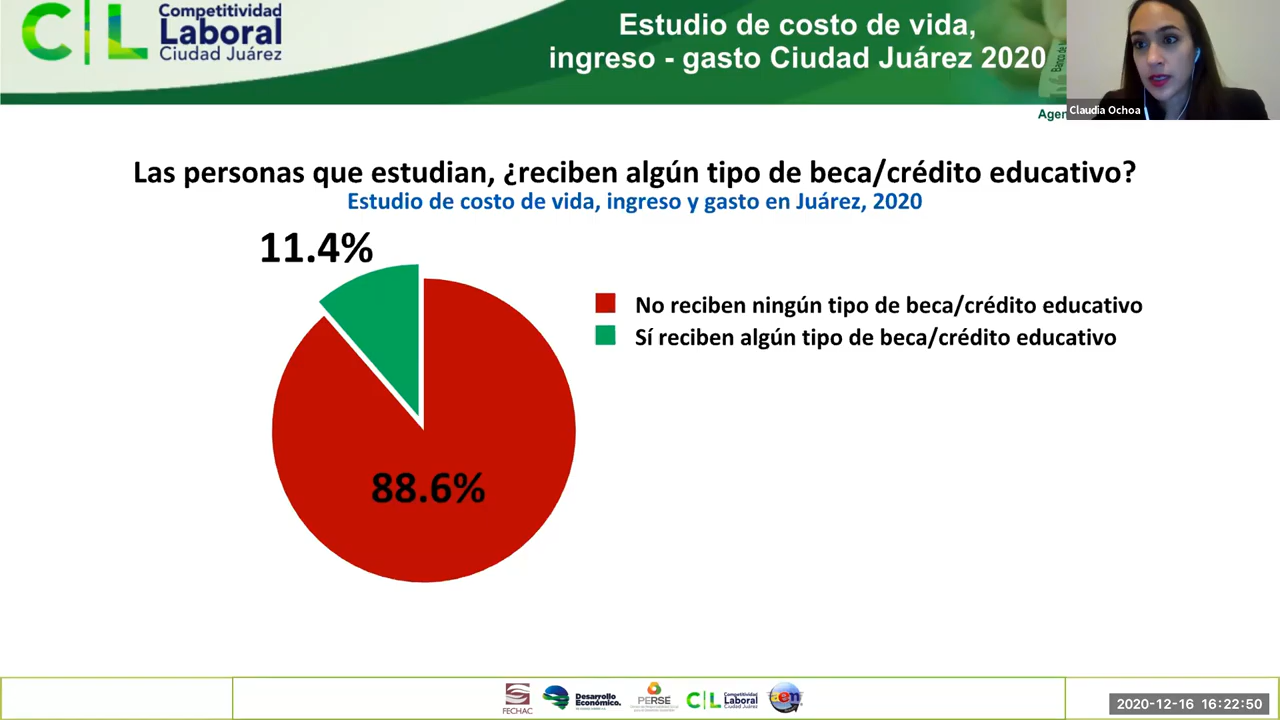 C|L Competitividad
Laboral
Ciudad Juárez
Estudio de costo de vida,
ingreso - gasto Ciudad Juárez 2020
Claudia Ochoa
Agen
Las personas que estudian, ¿reciben algún tipo de beca/crédito educativo?
Estudio de costo de vida, ingreso y gasto en Juárez, 2020
11.4%
88.6%
No reciben ningún tipo de beca/crédito educativo
Sí reciben algún tipo de beca/crédito educativo
FECHAC
Desarrollo
Económico.
PERSÉ
C|L Competitividad
Laboral
Ciudad Juárez
2020-12-16 16:22:50